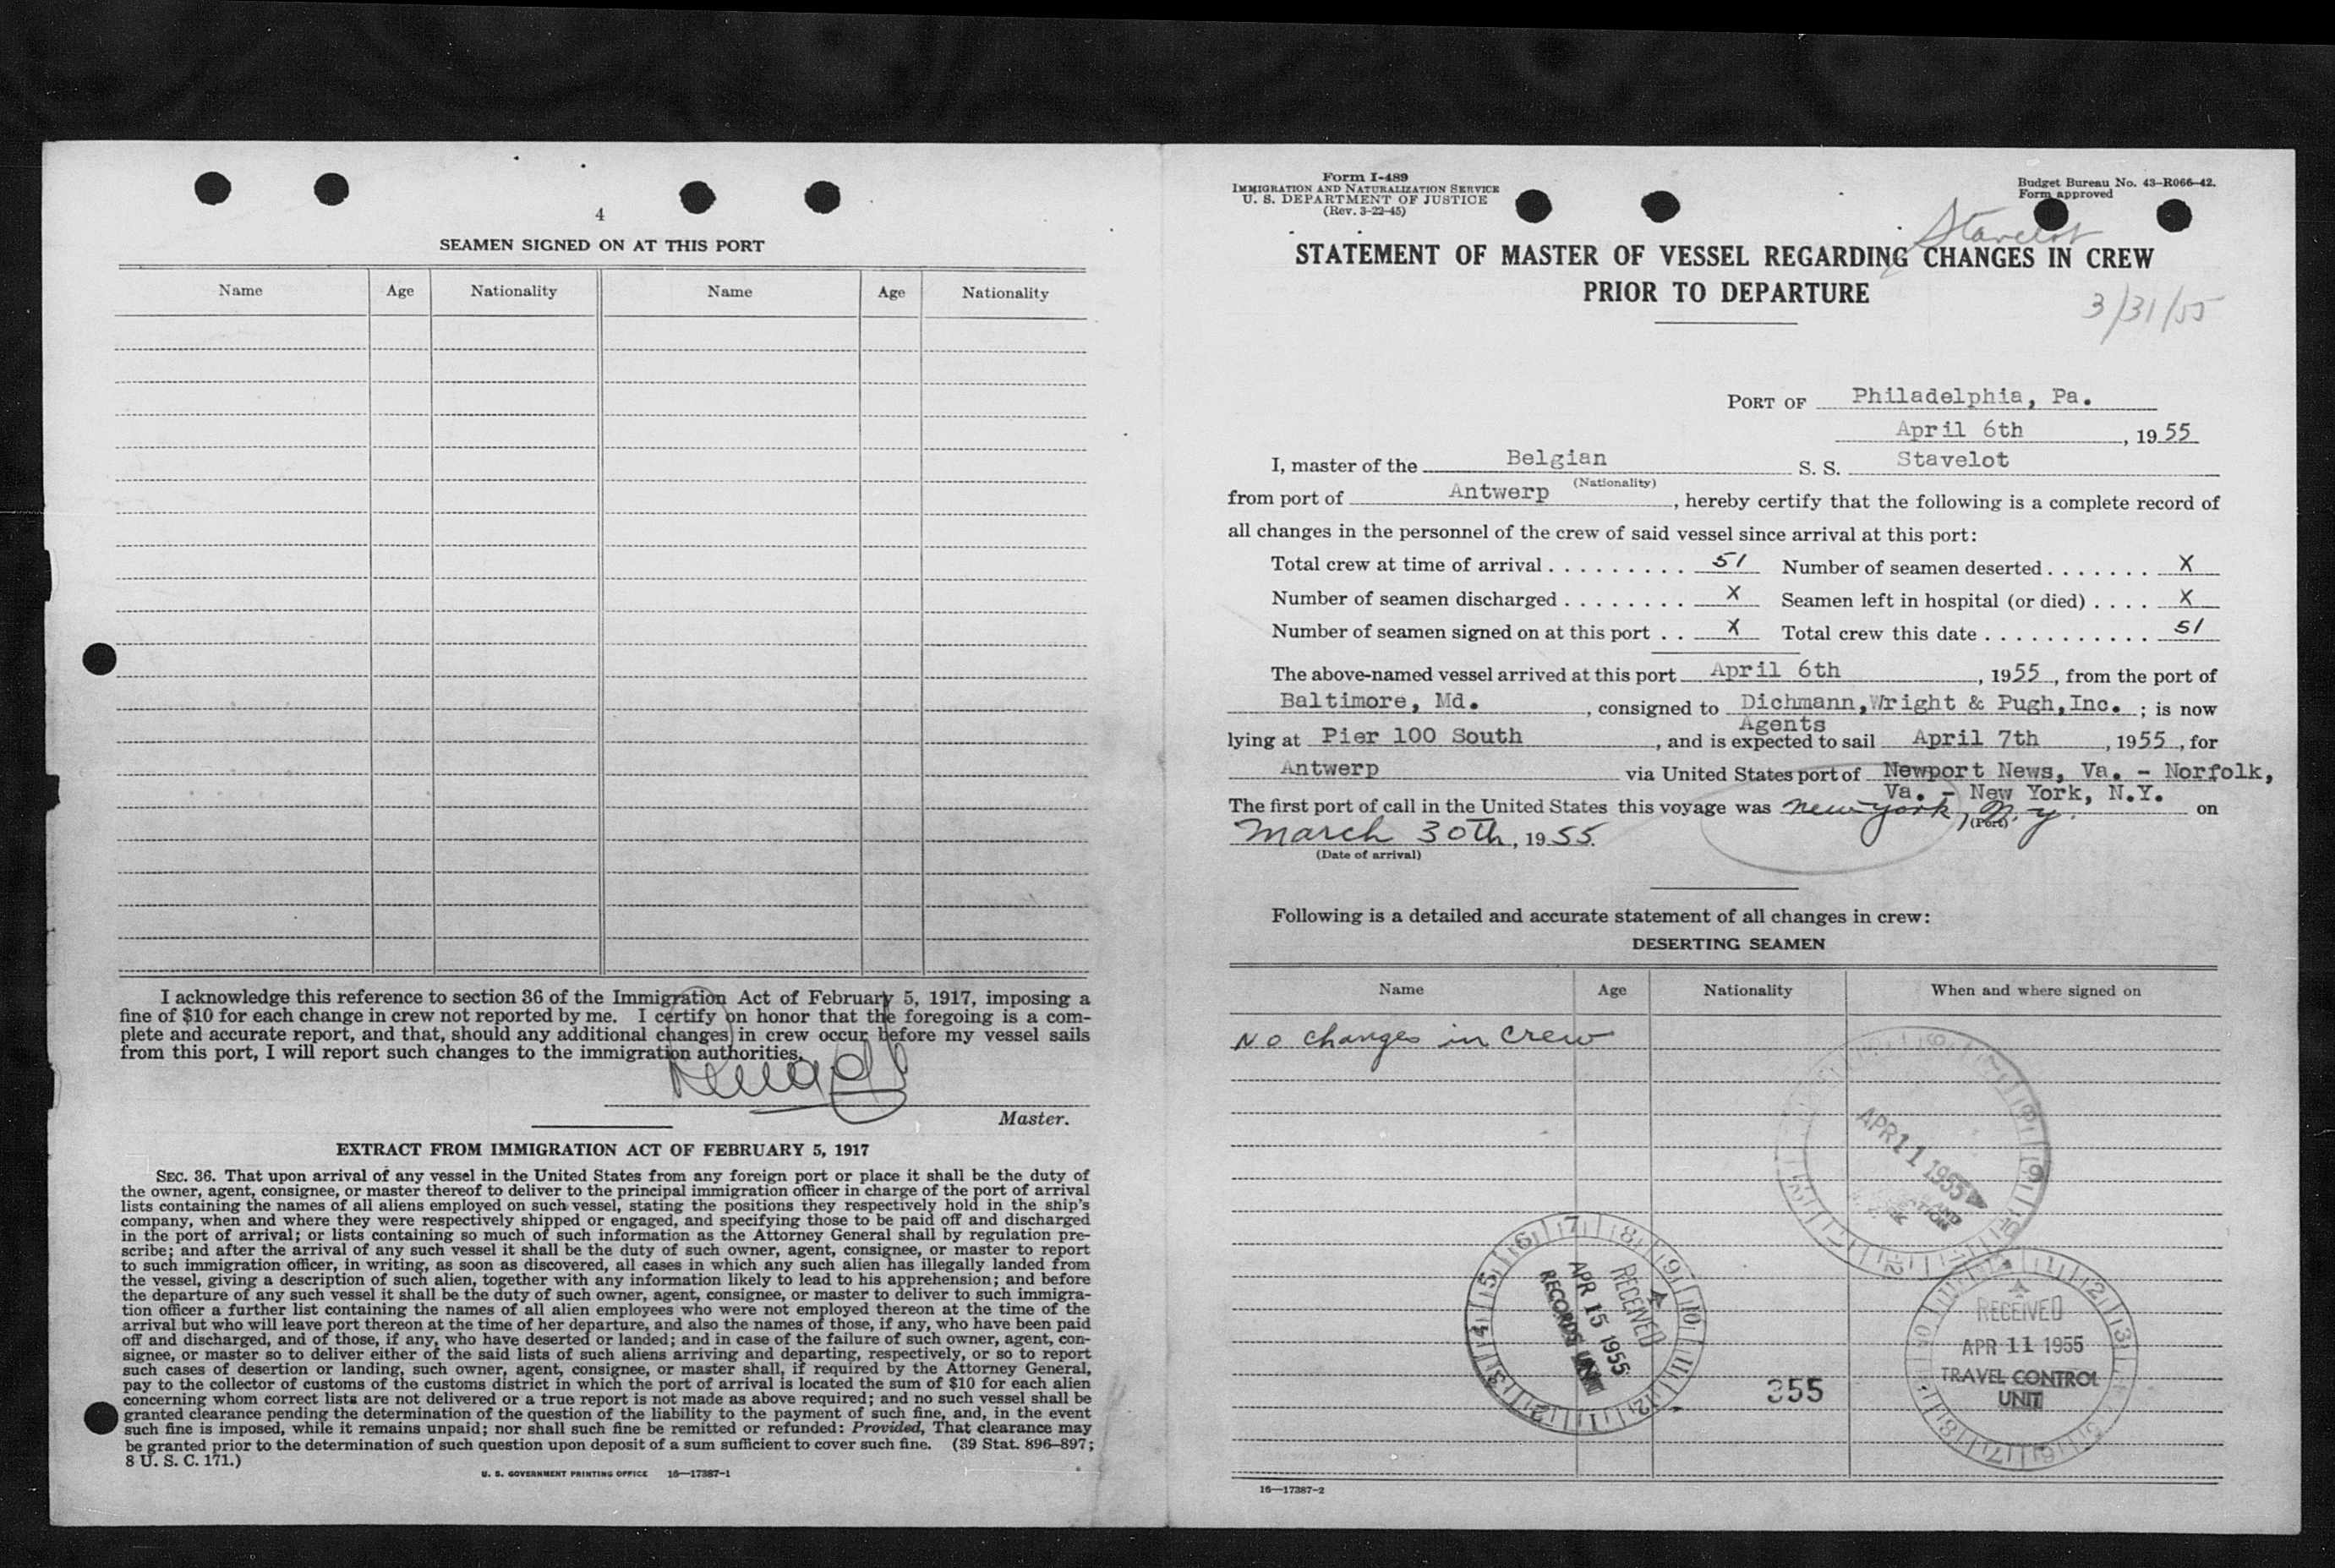 4
SEAMEN SIGNED ON AT THIS PORT
Name Age Nationality Name Age Nationality
I acknowledge this reference to section 36 of the Immigration Act of February 5, 1917, imposing a
fine of $10 for each change in crew not reported by me. I certify on honor that the foregoing is a com-
plete and accurate report, and that, should any additional changes in crew occur before my vessel sails
from this port, I will report such changes to the immigration authorities.
Master.
EXTRACT FROM IMMIGRATION ACT OF FEBRUARY 5, 1917
SEC. 36. That upon arrival of any vessel in the United States from any foreign port or place it shall be the duty of
the owner, agent, consignee, or master thereof to deliver to the principal immigration officer in charge of the port of arrival
lists containing the names of all aliens employed on such vessel, stating the positions they respectively hold in the ship's
company, when and where they were respectively shipped or engaged, and specifying those to be paid off and discharged
in the port of arrival; or lists containing so much of such information as the Attorney General shall by regulation pre-
scribe; and after the arrival of any such vessel it shall be the duty of such owner, agent, consignee, or master to report
to such immigration officer, in writing, as soon as discovered, all cases in which any such alien has illegally landed from
the vessel, giving a description of such alien, together with any information likely to lead to his apprehension; and before
the departure of any such vessel it shall be the duty of such owner, agent, consignee, or master to deliver to such immigra-
tion officer a further list containing the names of all alien employees who were not employed thereon at the time of the
arrival but who will leave port thereon at the time of her departure, and also the names of those, if any, who have been paid
off and discharged, and of those, if any, who have deserted or landed; and in case of the failure of such owner, agent, con-
signee, or master so to deliver either of the said lists of such aliens arriving and departing, respectively, or so to report
such cases of desertion or landing, such owner, agent, consignee, or master shall, if required by the Attorney General,
pay to the collector of customs of the customs district in which the port of arrival is located the sum of $10 for each alien
concerning whom correct lists are not delivered or a true report is not made as above required; and no such vessel shall be
granted clearance pending the determination of the question of the liability to the payment of such fine, and, in the event
such fine is imposed, while it remains unpaid; nor shall such fine be remitted or refunded: Provided, That clearance may
be granted prior to the determination of such question upon deposit of a sum sufficient to cover such fine. (39 Stat. 896–897;
8 U. S. C. 171.)
U. S. GOVERNMENT PRINTING OFFICE 16—17387-1
Form I-489
IMMIGRATION AND NATURALIZATION SERVICE
U. S. DEPARTMENT OF JUSTICE
(Rev. 3-22-45)
Budget Bureau No. 43-R066-42.
Form approved
Stavelot
STATEMENT OF MASTER OF VESSEL REGARDING CHANGES IN CREW
PRIOR TO DEPARTURE
3/31/55
PORT OF Philadelphia, Pa.
April 6th, 1955
I, master of the Belgian S. S. Stavelot
(Nationality)
from port of Antwerp, hereby certify that the following is a complete record of
all changes in the personnel of the crew of said vessel since arrival at this port:
Total crew at time of arrival . . . . . . . . . 51 Number of seamen deserted . . . . . . . X
Number of seamen discharged . . . . . . . . X Seamen left in hospital (or died) . . . . X
Number of seamen signed on at this port . . X Total crew this date . . . . . . . . . . . 51
The above-named vessel arrived at this port April 6th, 1955, from the port of
Baltimore, Md., consigned to Dichmann,Wright & Pugh,Inc. ; is now
Agents
lying at Pier 100 South, and is expected to sail April 7th, 1955, for
Antwerp via United States port of Newport News, Va. - Norfolk,
Va. - New York, N.Y.
The first port of call in the United States this voyage was New York, N.Y. on
(Port)
March 30th, 1955.
(Date of arrival)
Following is a detailed and accurate statement of all changes in crew:
DESERTING SEAMEN
Name Age Nationality When and where signed on
No changes in crew
APR 11 1955
RECEIVED
APR 15 1955
RECORDS UNIT
RECEIVED
APR 11 1955
TRAVEL CONTROL
UNIT
355
16—17387-2